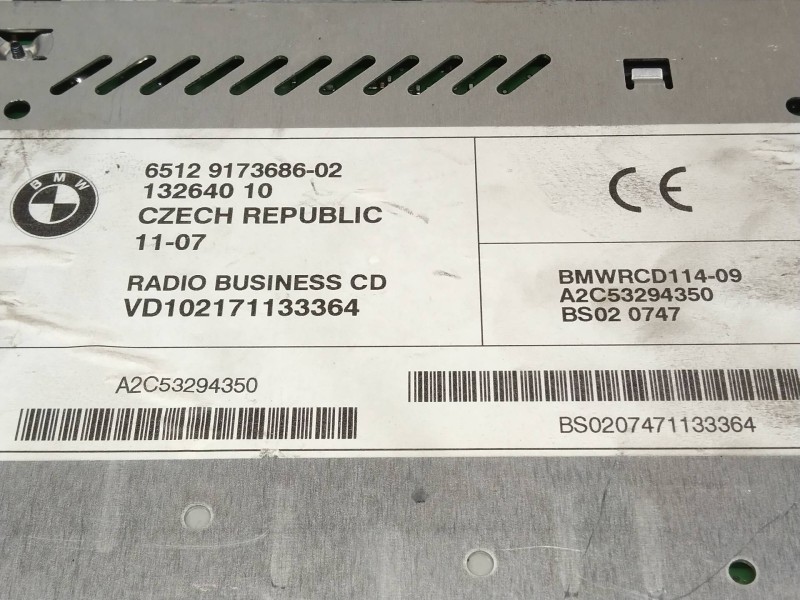 BMW
6512 9173686-02
132640 10
CZECH REPUBLIC
11-07
RADIO BUSINESS CD
VD102171133364
CE
BMWRCD114-09
A2C53294350
BS02 0747
A2C53294350
BS0207471133364